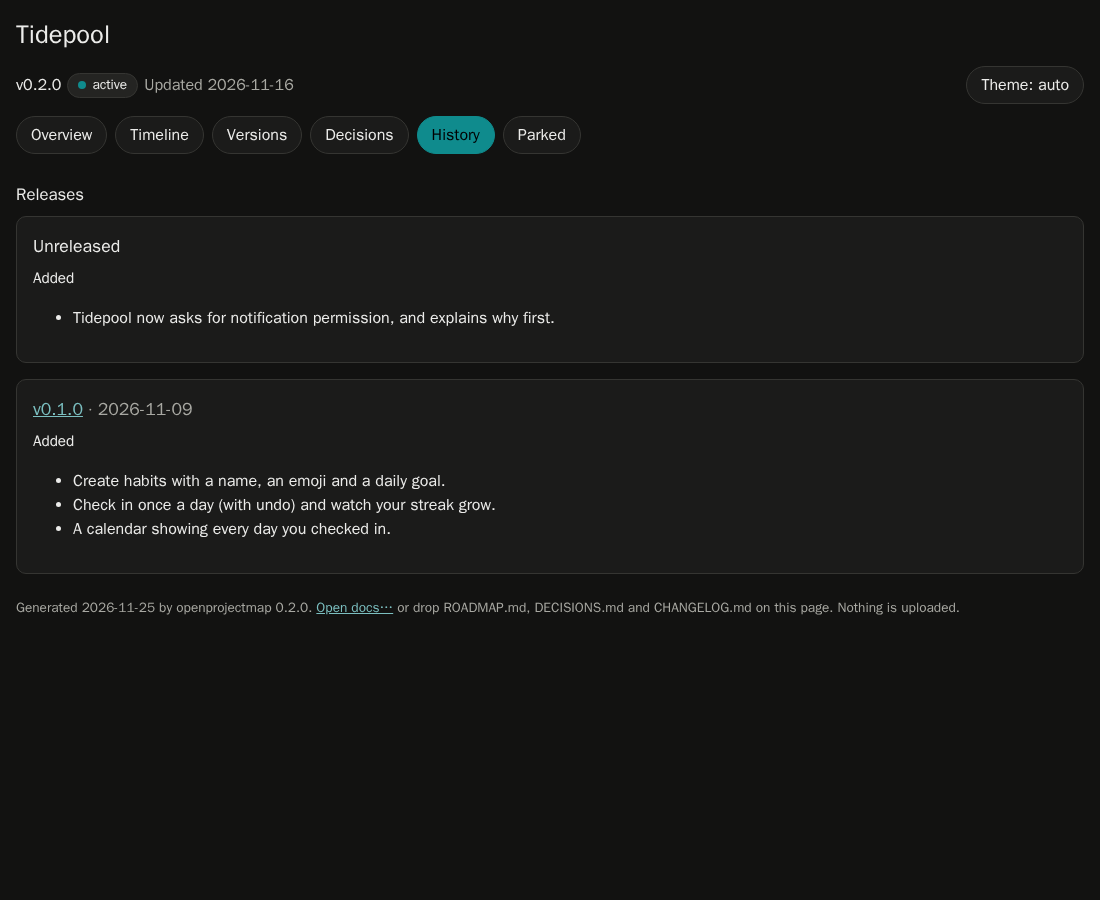 Tidepool
v0.2.0 active Updated 2026-11-16 Theme: auto
Overview Timeline Versions Decisions History Parked
Releases
Unreleased
Added
• Tidepool now asks for notification permission, and explains why first.
v0.1.0 · 2026-11-09
Added
• Create habits with a name, an emoji and a daily goal.
• Check in once a day (with undo) and watch your streak grow.
• A calendar showing every day you checked in.
Generated 2026-11-25 by openprojectmap 0.2.0. Open docs··· or drop ROADMAP.md, DECISIONS.md and CHANGELOG.md on this page. Nothing is uploaded.